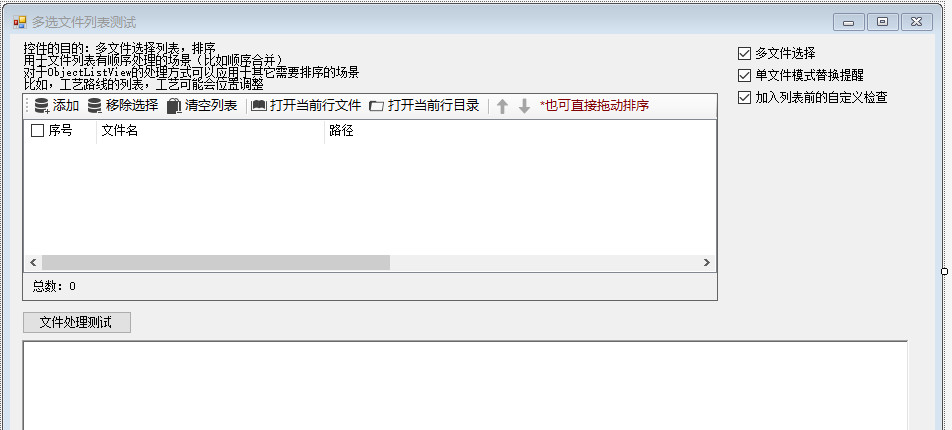 多选文件列表测试
控件的目的：多文件选择列表，排序
用于文件列表有顺序处理的场景（比如顺序合并）
对于ObjectListView的处理方式可以应用于其它需要排序的场景
比如，工艺路线的列表，工艺可能会位置调整
多文件选择
单文件模式替换提醒
加入列表前的自定义检查
添加 移除选择 清空列表 打开当前行文件 打开当前行目录 *也可直接拖动排序
序号 文件名 路径
总数：0
文件处理测试